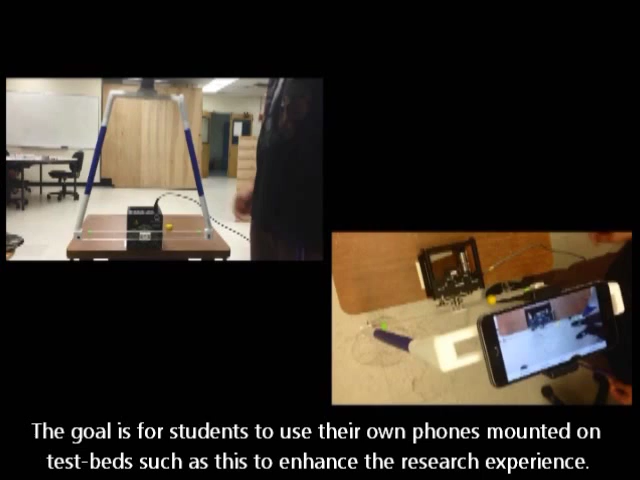 The goal is for students to use their own phones mounted on
test-beds such as this to enhance the research experience.